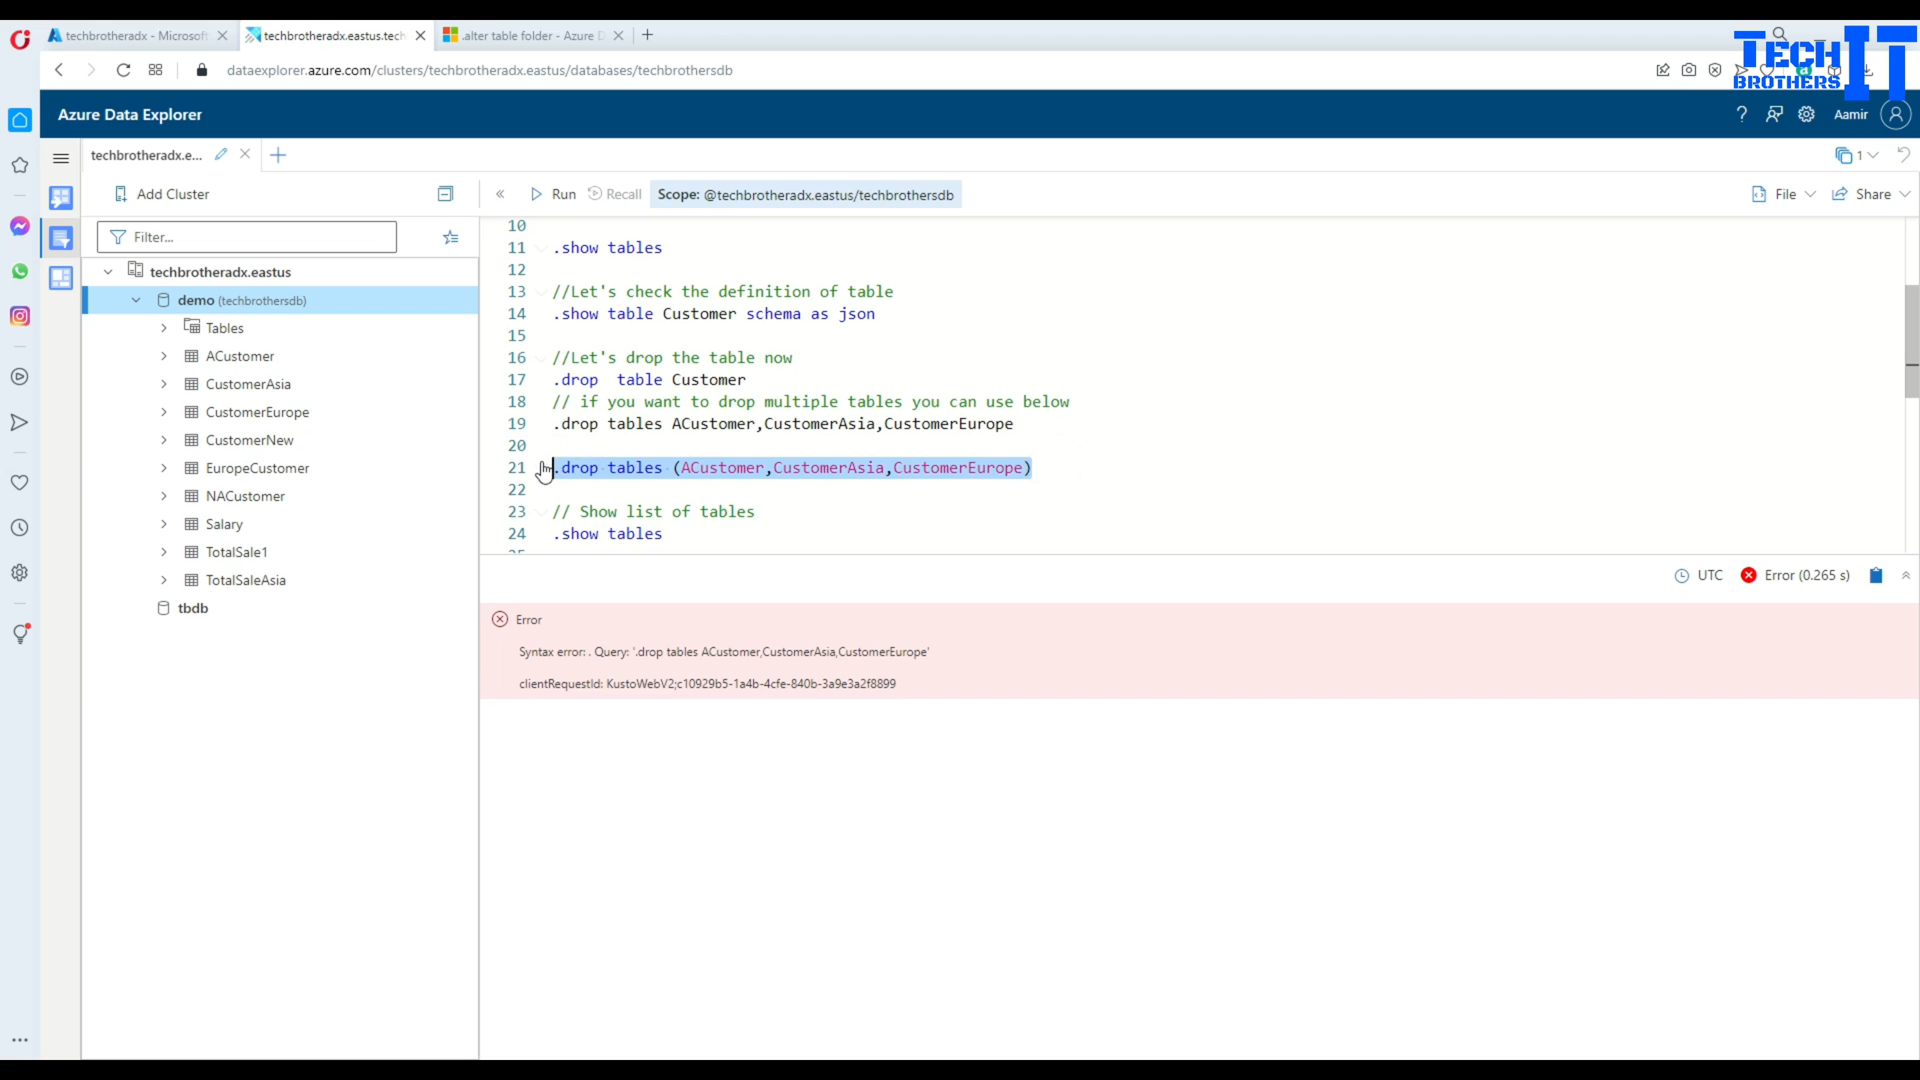 techbrotheradx - Microsoft
techbrotheradx.eastus.tech
.alter table folder - Azure D
dataexplorer.azure.com/clusters/techbrotheradx.eastus/databases/techbrothersdb
TECH
BROTHERS
IT
Azure Data Explorer
? Aamir
techbrotheradx.e...
1
Add Cluster
Run
Recall
Scope: @techbrotheradx.eastus/techbrothersdb
File
Share
Filter...
techbrotheradx.eastus
demo (techbrothersdb)
Tables
ACustomer
CustomerAsia
CustomerEurope
CustomerNew
EuropeCustomer
NACustomer
Salary
TotalSale1
TotalSaleAsia
tbdb
10
11 .show tables
12
13 //Let's check the definition of table
14 .show table Customer schema as json
15
16 //Let's drop the table now
17 .drop  table Customer
18 // if you want to drop multiple tables you can use below
19 .drop tables ACustomer,CustomerAsia,CustomerEurope
20
21 .drop tables (ACustomer,CustomerAsia,CustomerEurope)
22
23 // Show list of tables
24 .show tables
UTC
Error (0.265 s)
Error
Syntax error: . Query: '.drop tables ACustomer,CustomerAsia,CustomerEurope'
clientRequestId: KustoWebV2;c10929b5-1a4b-4cfe-840b-3a9e3a2f8899